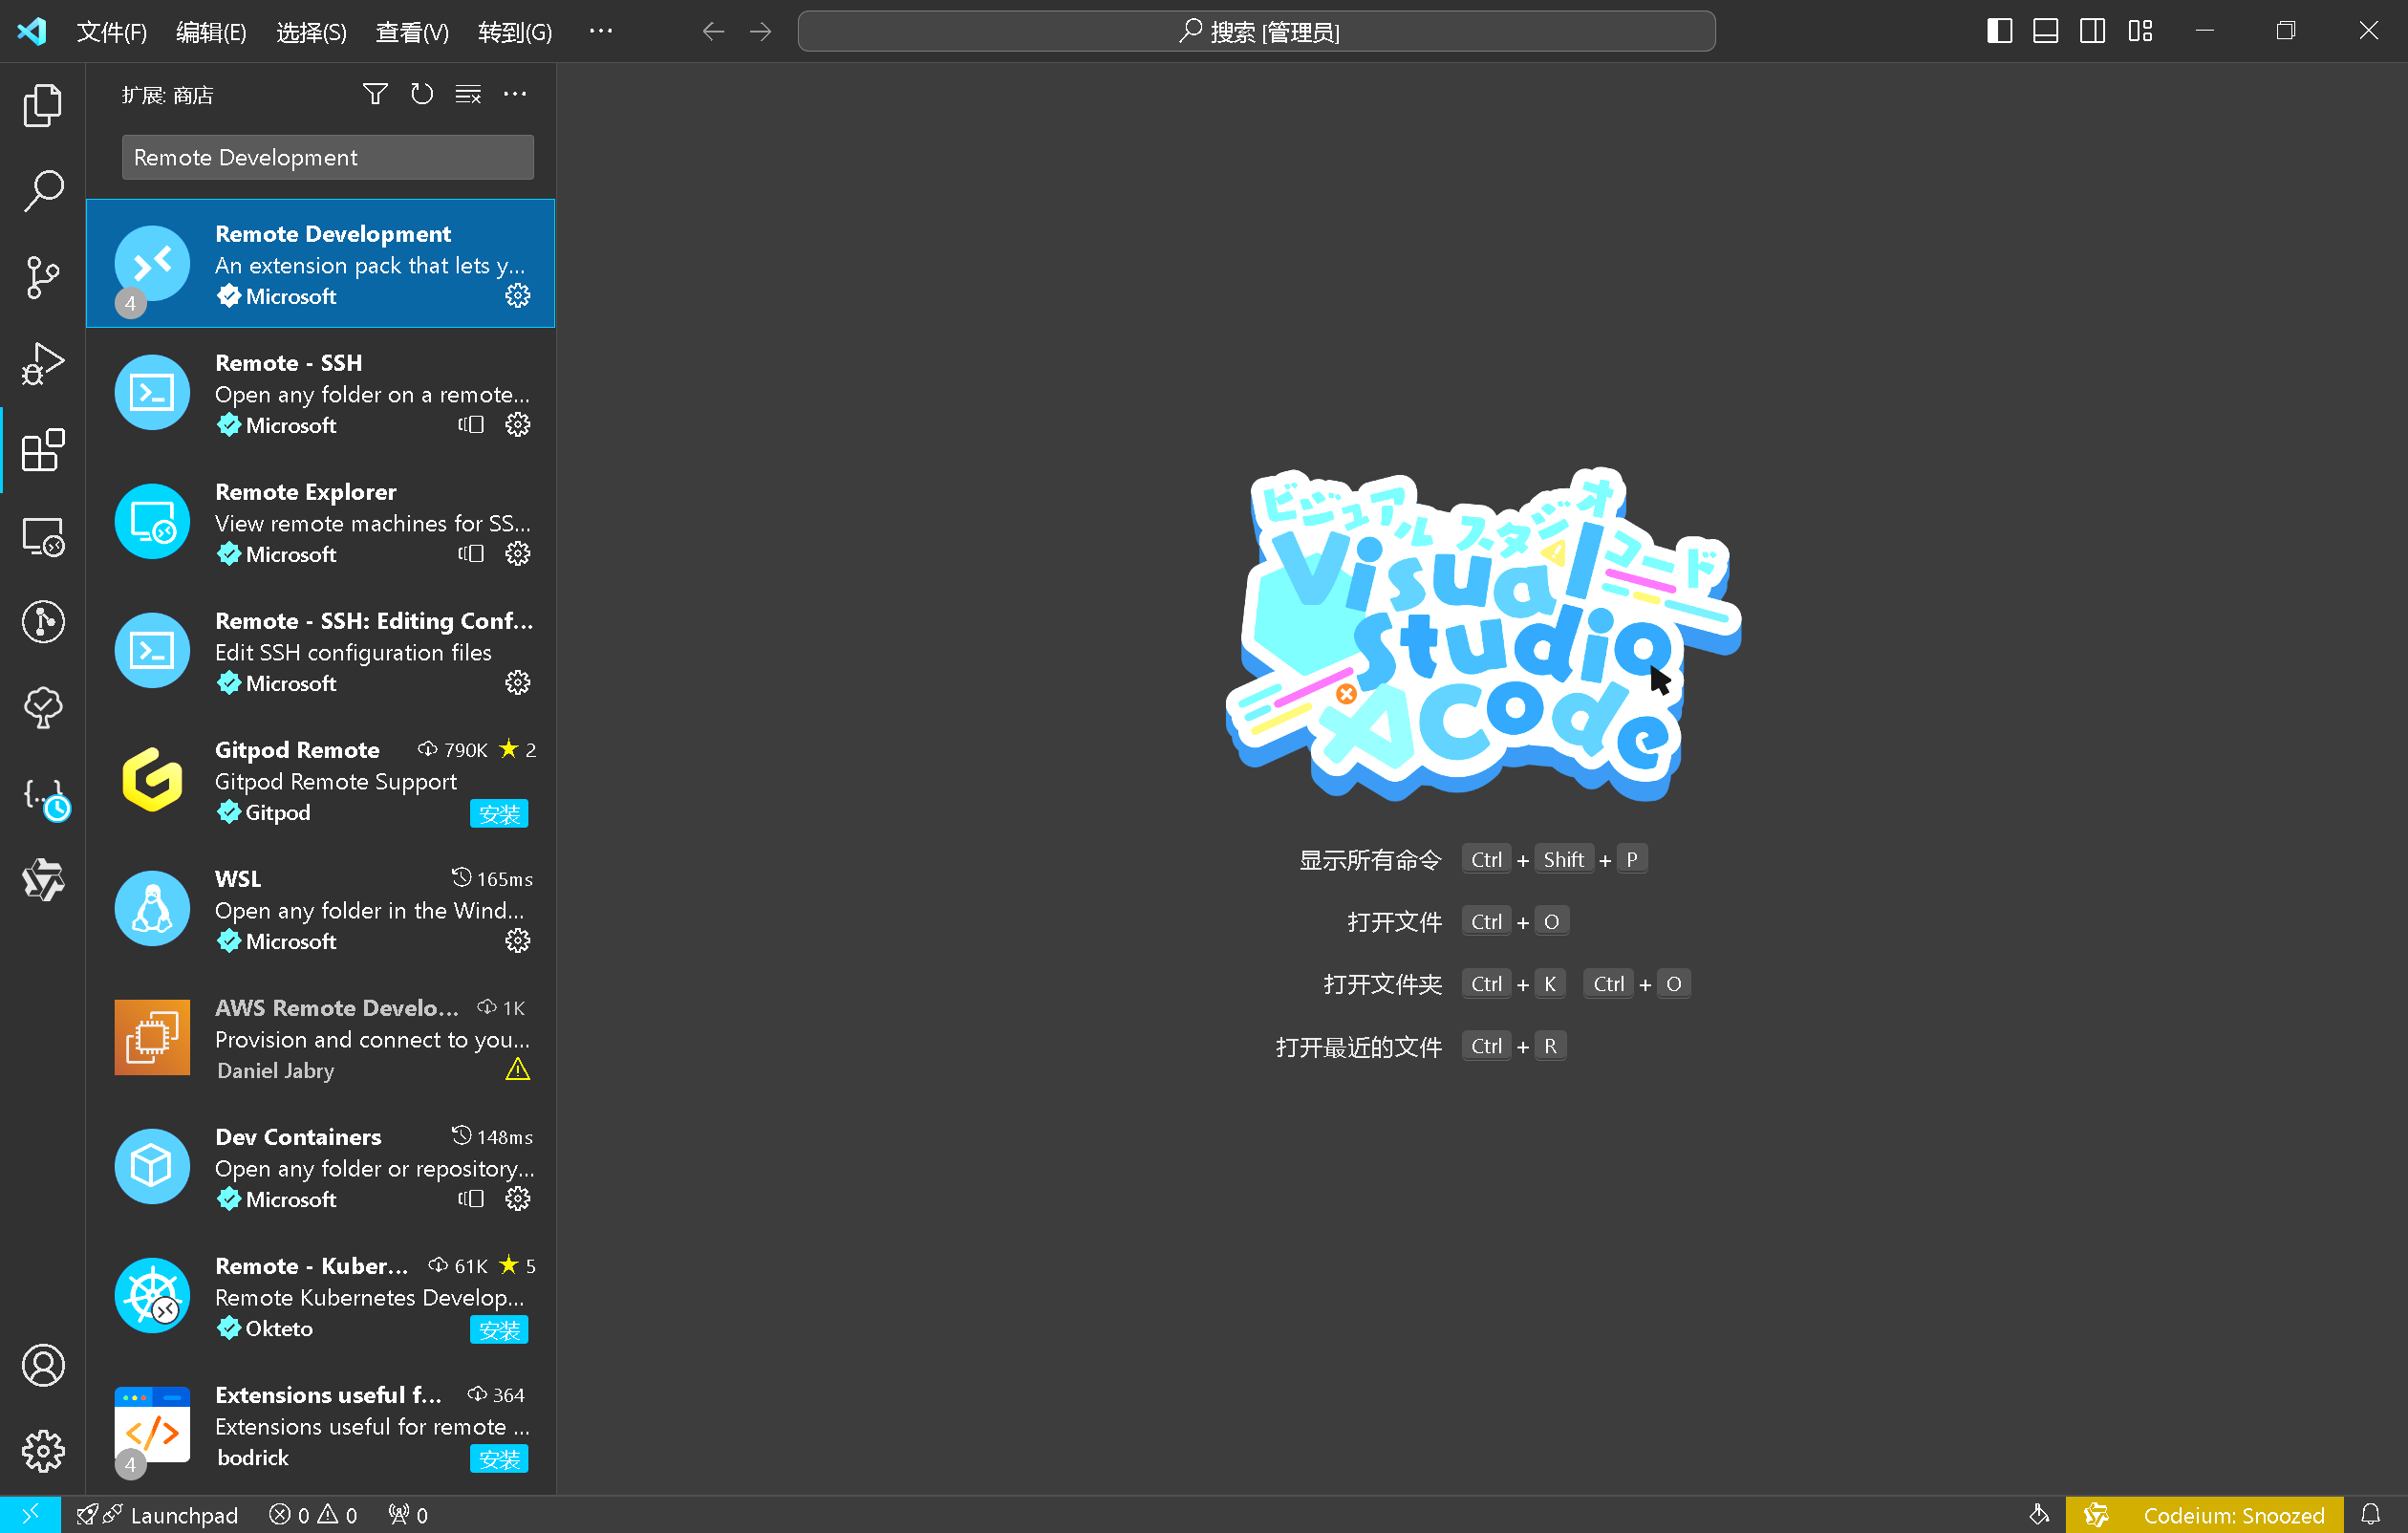 文件(F) 编辑(E) 选择(S) 查看(V) 转到(G) ···
搜索 [管理员]
扩展: 商店
Remote Development
Remote Development
An extension pack that lets y...
Microsoft
4
Remote - SSH
Open any folder on a remote...
Microsoft
Remote Explorer
View remote machines for SS...
Microsoft
Remote - SSH: Editing Conf...
Edit SSH configuration files
Microsoft
Gitpod Remote 790K ★ 2
Gitpod Remote Support
Gitpod 安装
WSL 165ms
Open any folder in the Wind...
Microsoft
AWS Remote Develo... 1K
Provision and connect to you...
Daniel Jabry
Dev Containers 148ms
Open any folder or repository...
Microsoft
Remote - Kuber... 61K ★ 5
Remote Kubernetes Develop...
Okteto 安装
Extensions useful f... 364
Extensions useful for remote ...
bodrick 安装
4
ビジュアル スタジオ コード
Visual
Studio
Code
显示所有命令 Ctrl + Shift + P
打开文件 Ctrl + O
打开文件夹 Ctrl + K Ctrl + O
打开最近的文件 Ctrl + R
Launchpad 0 0 0
Codeium: Snoozed